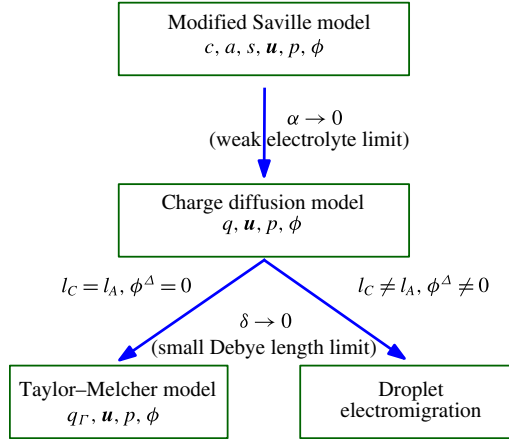 Modified Saville model
c, a, s, u, p, ϕ
α → 0
(weak electrolyte limit)
Charge diffusion model
q, u, p, ϕ
l_C = l_A, ϕ^Δ = 0
l_C ≠ l_A, ϕ^Δ ≠ 0
δ → 0
(small Debye length limit)
Taylor–Melcher model
q_Γ, u, p, ϕ
Droplet
electromigration